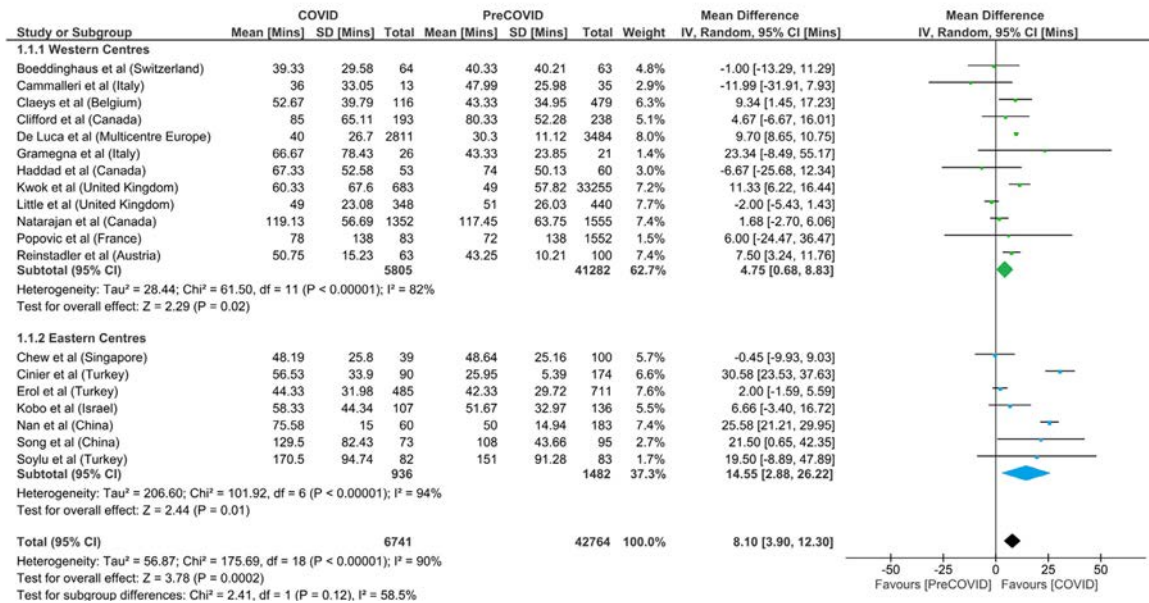 COVID PreCOVID Mean Difference Mean Difference
Study or Subgroup Mean [Mins] SD [Mins] Total Mean [Mins] SD [Mins] Total Weight IV, Random, 95% CI [Mins] IV, Random, 95% CI [Mins]
1.1.1 Western Centres
Boeddinghaus et al (Switzerland) 39.33 29.58 64 40.33 40.21 63 4.8% -1.00 [-13.29, 11.29]
Cammalleri et al (Italy) 36 33.05 13 47.99 25.98 35 2.9% -11.99 [-31.91, 7.93]
Claeys et al (Belgium) 52.67 39.79 116 43.33 34.95 479 6.3% 9.34 [1.45, 17.23]
Clifford et al (Canada) 85 65.11 193 80.33 52.28 238 5.1% 4.67 [-6.67, 16.01]
De Luca et al (Multicentre Europe) 40 26.7 2811 30.3 11.12 3484 8.0% 9.70 [8.65, 10.75]
Gramegna et al (Italy) 66.67 78.43 26 43.33 23.85 21 1.4% 23.34 [-8.49, 55.17]
Haddad et al (Canada) 67.33 52.58 53 74 50.13 60 3.0% -6.67 [-25.68, 12.34]
Kwok et al (United Kingdom) 60.33 67.6 683 49 57.82 33255 7.2% 11.33 [6.22, 16.44]
Little et al (United Kingdom) 49 23.08 348 51 26.03 440 7.6% -2.00 [-5.43, 1.43]
Natarajan et al (Canada) 119.13 56.69 1352 117.45 63.75 1555 7.4% 1.68 [-2.70, 6.06]
Popovic et al (France) 78 138 83 72 138 1552 1.5% 6.00 [-24.47, 36.47]
Reinstadler et al (Austria) 50.75 15.23 63 43.25 10.21 100 7.4% 7.50 [3.24, 11.76]
Subtotal (95% CI) 5805 41282 62.7% 4.75 [0.68, 8.83]
Heterogeneity: Tau² = 28.44; Chi² = 61.50, df = 11 (P < 0.00001); I² = 82%
Test for overall effect: Z = 2.29 (P = 0.02)
1.1.2 Eastern Centres
Chew et al (Singapore) 48.19 25.8 39 48.64 25.16 100 5.7% -0.45 [-9.93, 9.03]
Cinier et al (Turkey) 56.53 33.9 90 25.95 5.39 174 6.6% 30.58 [23.53, 37.63]
Erol et al (Turkey) 44.33 31.98 485 42.33 29.72 711 7.6% 2.00 [-1.59, 5.59]
Kobo et al (Israel) 58.33 44.34 107 51.67 32.97 136 5.5% 6.66 [-3.40, 16.72]
Nan et al (China) 75.58 15 60 50 14.94 183 7.4% 25.58 [21.21, 29.95]
Song et al (China) 129.5 82.43 73 108 43.66 95 2.7% 21.50 [0.65, 42.35]
Soylu et al (Turkey) 170.5 94.74 82 151 91.28 83 1.7% 19.50 [-8.89, 47.89]
Subtotal (95% CI) 936 1482 37.3% 14.55 [2.88, 26.22]
Heterogeneity: Tau² = 206.60; Chi² = 101.92, df = 6 (P < 0.00001); I² = 94%
Test for overall effect: Z = 2.44 (P = 0.01)
Total (95% CI) 6741 42764 100.0% 8.10 [3.90, 12.30]
Heterogeneity: Tau² = 56.87; Chi² = 175.69, df = 18 (P < 0.00001); I² = 90%
Test for overall effect: Z = 3.78 (P = 0.0002)
Test for subgroup differences: Chi² = 2.41, df = 1 (P = 0.12), I² = 58.5%
-50 -25 0 25 50
Favours [PreCOVID] Favours [COVID]